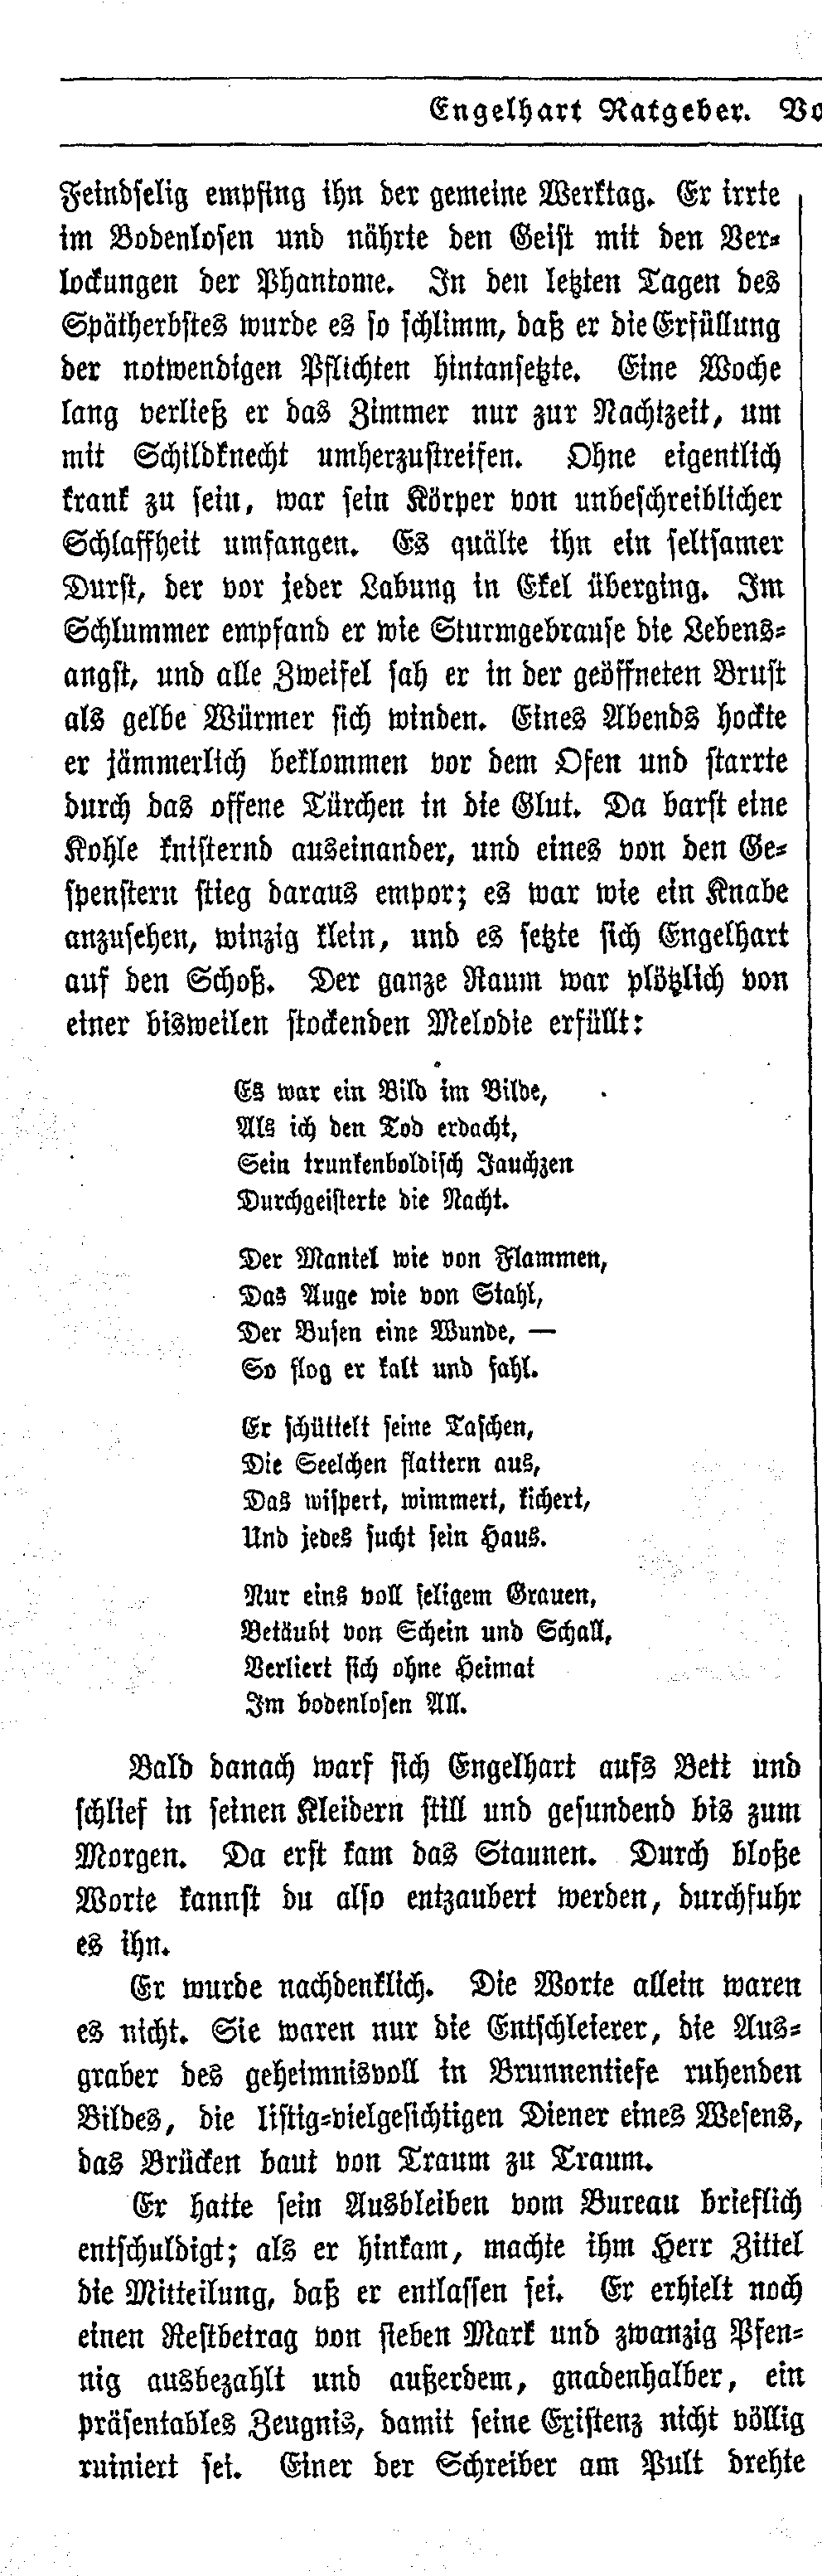 Engelhart Ratgeber. Vo
Feindselig empfing ihn der gemeine Werktag. Er irrte
im Bodenlosen und nährte den Geist mit den Ver-
lockungen der Phantome. In den letzten Tagen des
Spätherbstes wurde es so schlimm, daß er die Erfüllung
der notwendigen Pflichten hintansetzte. Eine Woche
lang verließ er das Zimmer nur zur Nachtzeit, um
mit Schildknecht umherzustreifen. Ohne eigentlich
krank zu sein, war sein Körper von unbeschreiblicher
Schlaffheit umfangen. Es quälte ihn ein seltsamer
Durst, der vor jeder Labung in Ekel überging. Im
Schlummer empfand er wie Sturmgebrause die Lebens-
angst, und alle Zweifel sah er in der geöffneten Brust
als gelbe Würmer sich winden. Eines Abends hockte
er jämmerlich beklommen vor dem Ofen und starrte
durch das offene Türchen in die Glut. Da barst eine
Kohle knisternd auseinander, und eines von den Ge-
spenstern stieg daraus empor; es war wie ein Knabe
anzusehen, winzig klein, und es setzte sich Engelhart
auf den Schoß. Der ganze Raum war plötzlich von
einer bisweilen stockenden Melodie erfüllt:
Es war ein Bild im Bilde,
Als ich den Tod erdacht,
Sein trunkenboldisch Jauchzen
Durchgeisterte die Nacht.
Der Mantel wie von Flammen,
Das Auge wie von Stahl,
Der Busen eine Wunde, —
So flog er kalt und fahl.
Er schüttelt seine Taschen,
Die Seelchen flattern aus,
Das wispert, wimmert, kichert,
Und jedes sucht sein Haus.
Nur eins voll seligem Grauen,
Betäubt von Schein und Schall,
Verliert sich ohne Heimat
Im bodenlosen All.
Bald danach warf sich Engelhart aufs Bett und
schlief in seinen Kleidern still und gesundend bis zum
Morgen. Da erst kam das Staunen. Durch bloße
Worte kannst du also entzaubert werden, durchfuhr
es ihn.
Er wurde nachdenklich. Die Worte allein waren
es nicht. Sie waren nur die Entschleierer, die Aus-
graber des geheimnisvoll in Brunnentiefe ruhenden
Bildes, die listig-vielgesichtigen Diener eines Wesens,
das Brücken baut von Traum zu Traum.
Er hatte sein Ausbleiben vom Bureau brieflich
entschuldigt; als er hinkam, machte ihm Herr Zittel
die Mitteilung, daß er entlassen sei. Er erhielt noch
einen Restbetrag von sieben Mark und zwanzig Pfen-
nig ausbezahlt und außerdem, gnadenhalber, ein
präsentables Zeugnis, damit seine Existenz nicht völlig
ruiniert sei. Einer der Schreiber am Pult drehte